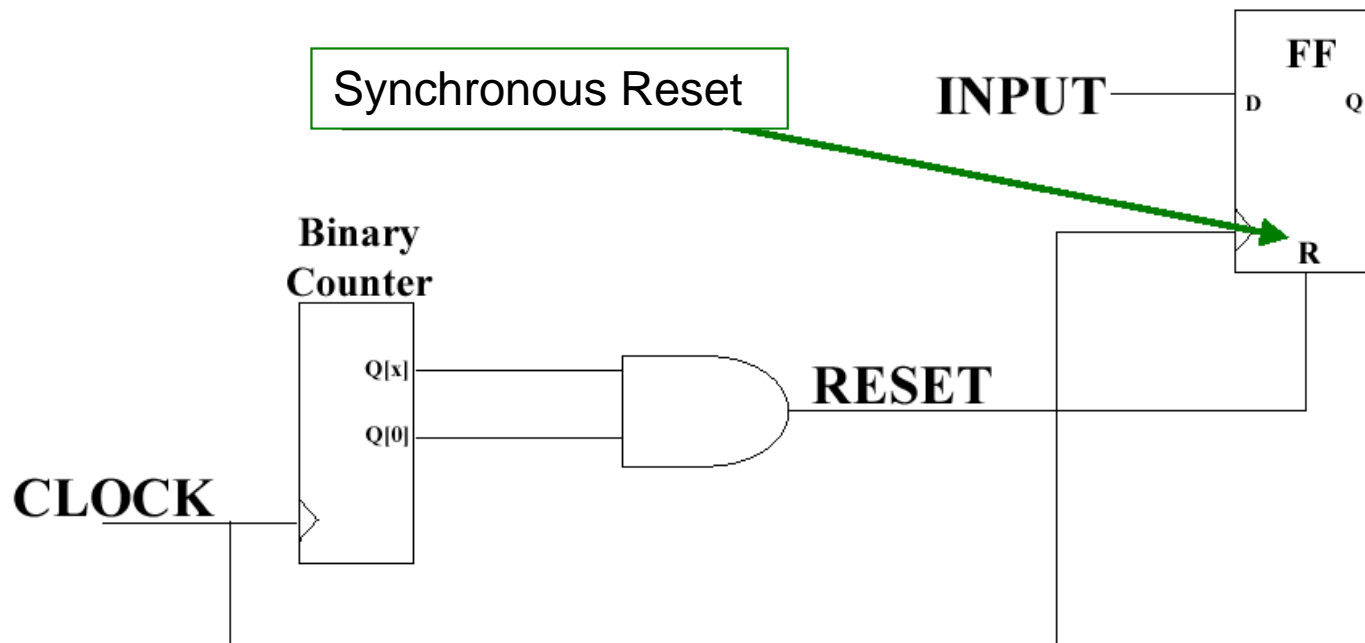 FF
Synchronous Reset
INPUT
D
Q
Binary
Counter
R
Q[x]
RESET
Q[0]
CLOCK